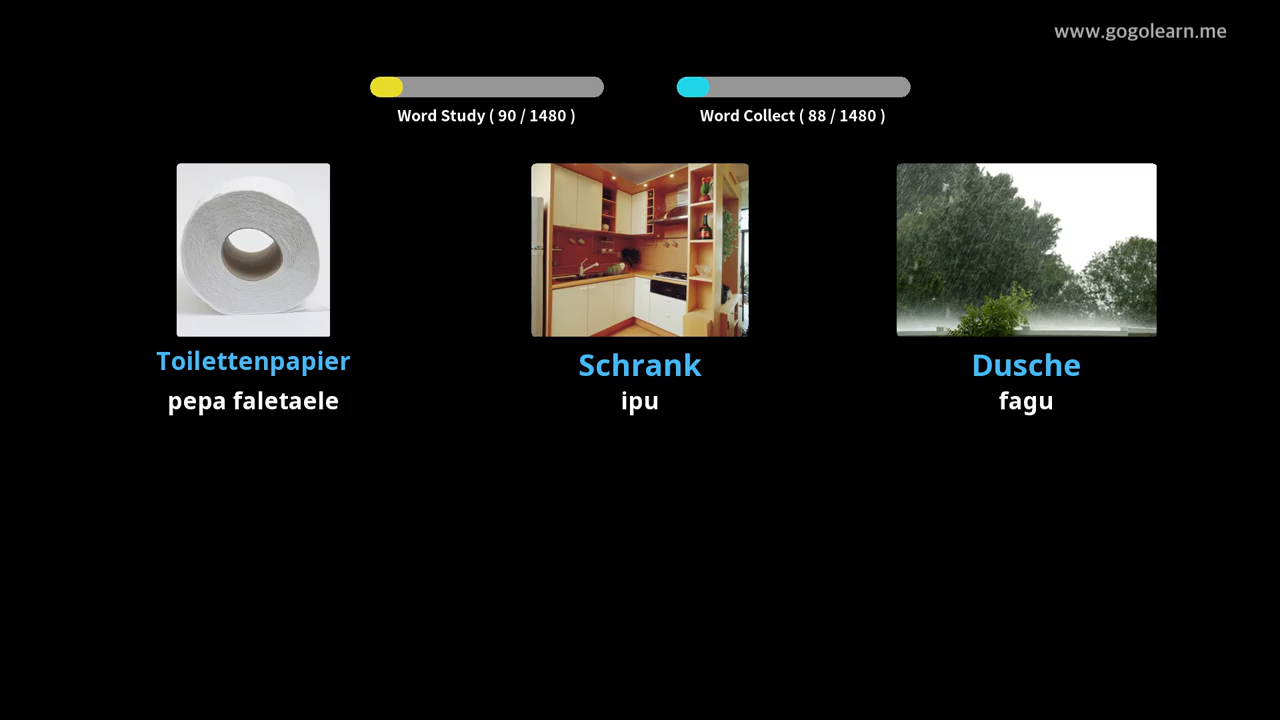 www.gogolearn.me
Word Study ( 90 / 1480 )
Word Collect ( 88 / 1480 )
Toilettenpapier
pepa faletaele
Schrank
ipu
Dusche
fagu